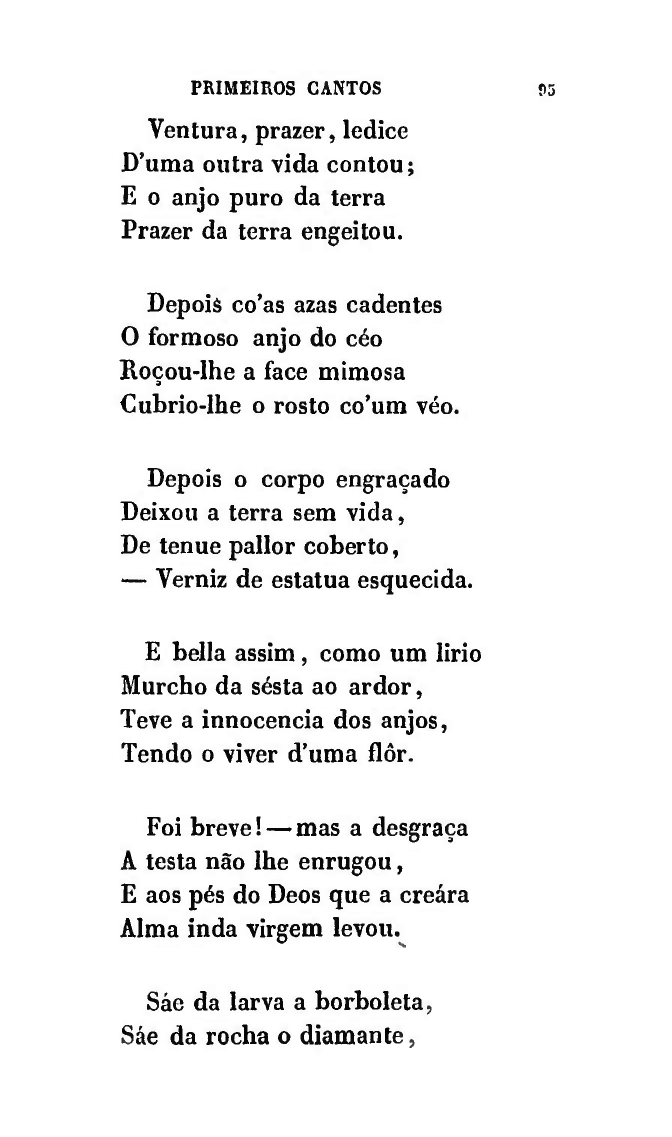 PRIMEIROS CANTOS 95
Ventura, prazer, ledice
D'uma outra vida contou;
E o anjo puro da terra
Prazer da terra engeitou.
Depois co'as azas cadentes
O formoso anjo do céo
Roçou-lhe a face mimosa
Cubrio-lhe o rosto co'um véo.
Depois o corpo engraçado
Deixou a terra sem vida,
De tenue pallor coberto,
— Verniz de estatua esquecida.
E bella assim, como um lirio
Murcho da sésta ao ardor,
Teve a innocencia dos anjos,
Tendo o viver d'uma flôr.
Foi breve! — mas a desgraça
A testa não lhe enrugou,
E aos pés do Deos que a creára
Alma inda virgem levou.
Sáe da larva a borboleta,
Sáe da rocha o diamante,